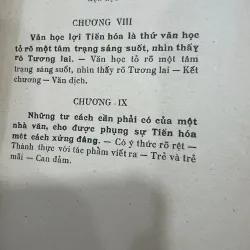 CHƯƠNG VIII
Văn học lợi Tiến hóa là thứ văn học
tỏ rõ một tâm trạng sáng suốt, nhìn thấy
rõ Tương lai. — Văn học tỏ rõ một tâm
trạng sáng suốt, nhìn rõ Tương lai — Kết
chương — Văn dịch.
CHƯƠNG IX
Những tư cách cần phải có của một
nhà văn, cho được phụng sự Tiến hóa
một cách xứng đáng. — Có ý thức rõ rệt —
Thành thực với tác phẩm viết ra — Trẻ và trẻ
mãi — Can đảm.